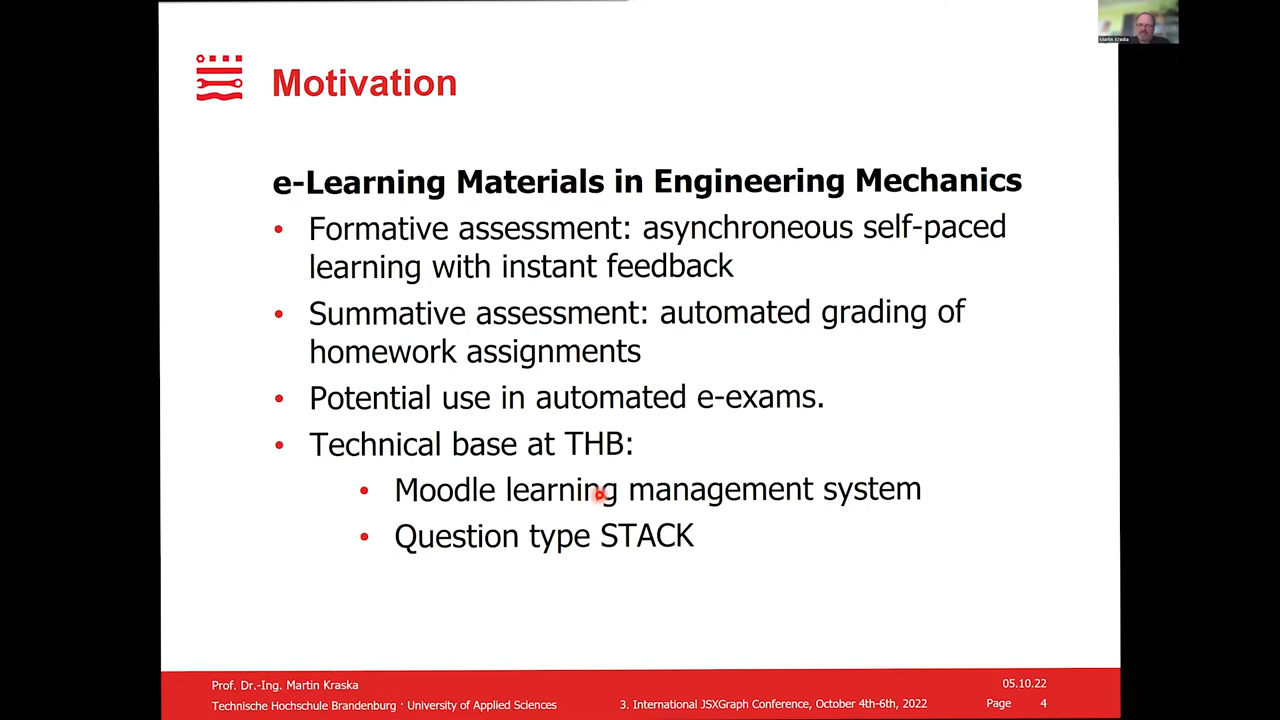 Martin Kraska
Motivation
e-Learning Materials in Engineering Mechanics
• Formative assessment: asynchroneous self-paced
learning with instant feedback
• Summative assessment: automated grading of
homework assignments
• Potential use in automated e-exams.
• Technical base at THB:
• Moodle learning management system
• Question type STACK
Prof. Dr.-Ing. Martin Kraska
05.10.22
Technische Hochschule Brandenburg · University of Applied Sciences
3. International JSXGraph Conference, October 4th-6th, 2022
Page 4